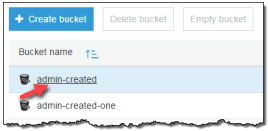 + Create bucket Delete bucket Empty bucket
Bucket name
admin-created
admin-created-one